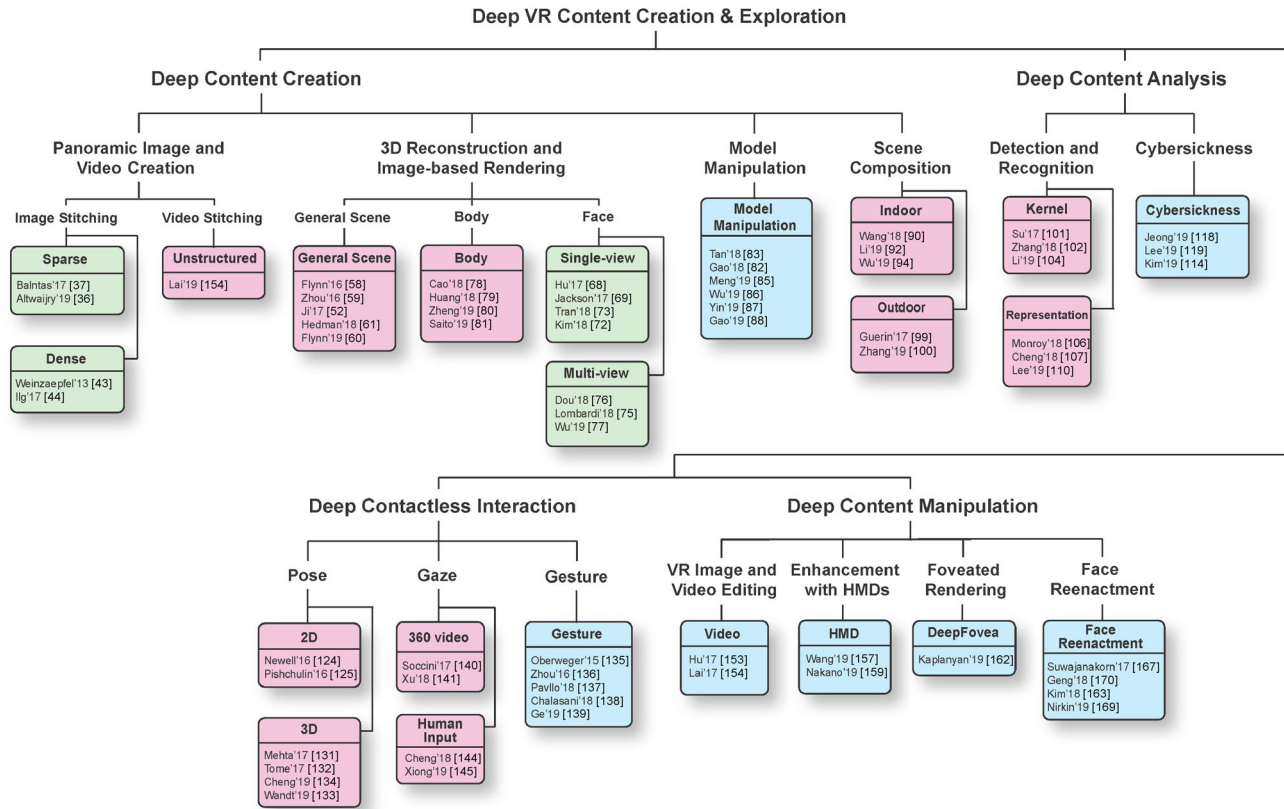 Deep VR Content Creation & Exploration
Deep Content Creation
Deep Content Analysis
Panoramic Image and
Video Creation
3D Reconstruction and
Image-based Rendering
Model
Manipulation
Scene
Composition
Detection and
Recognition
Cybersickness
Image Stitching
Video Stitching
General Scene
Body
Face
Sparse
Balntas'17 [37]
Altwaijry'19 [36]
Dense
Weinzaepfel'13 [43]
Ilg'17 [44]
Unstructured
Lai'19 [154]
General Scene
Flynn'16 [58]
Zhou'16 [59]
Ji'17 [52]
Hedman'18 [61]
Flynn'19 [60]
Body
Cao'18 [78]
Huang'18 [79]
Zheng'19 [80]
Saito'19 [81]
Single-view
Hu'17 [68]
Jackson'17 [69]
Tran'18 [73]
Kim'18 [72]
Multi-view
Dou'18 [76]
Lombardi'18 [75]
Wu'19 [77]
Model
Manipulation
Tan'18 [83]
Gao'18 [82]
Meng'19 [85]
Wu'19 [86]
Yin'19 [87]
Gao'19 [88]
Indoor
Wang'18 [90]
Li'19 [92]
Wu'19 [94]
Outdoor
Guerin'17 [99]
Zhang'19 [100]
Kernel
Su'17 [101]
Zhang'18 [102]
Li'19 [104]
Representation
Monroy'18 [106]
Cheng'18 [107]
Lee'19 [110]
Cybersickness
Jeong'19 [118]
Lee'19 [119]
Kim'19 [114]
Deep Contactless Interaction
Deep Content Manipulation
Pose
Gaze
Gesture
VR Image and
Video Editing
Enhancement
with HMDs
Foveated
Rendering
Face
Reenactment
2D
Newell'16 [124]
Pishchulin'16 [125]
3D
Mehta'17 [131]
Tome'17 [132]
Cheng'19 [134]
Wandt'19 [133]
360 video
Soccini'17 [140]
Xu'18 [141]
Human
Input
Cheng'18 [144]
Xiong'19 [145]
Gesture
Oberweger'15 [135]
Zhou'16 [136]
Pavllo'18 [137]
Chalasani'18 [138]
Ge'19 [139]
Video
Hu'17 [153]
Lai'17 [154]
HMD
Wang'19 [157]
Nakano'19 [159]
DeepFovea
Kaplanyan'19 [162]
Face
Reenactment
Suwajanakorn'17 [167]
Geng'18 [170]
Kim'18 [163]
Nirkin'19 [169]